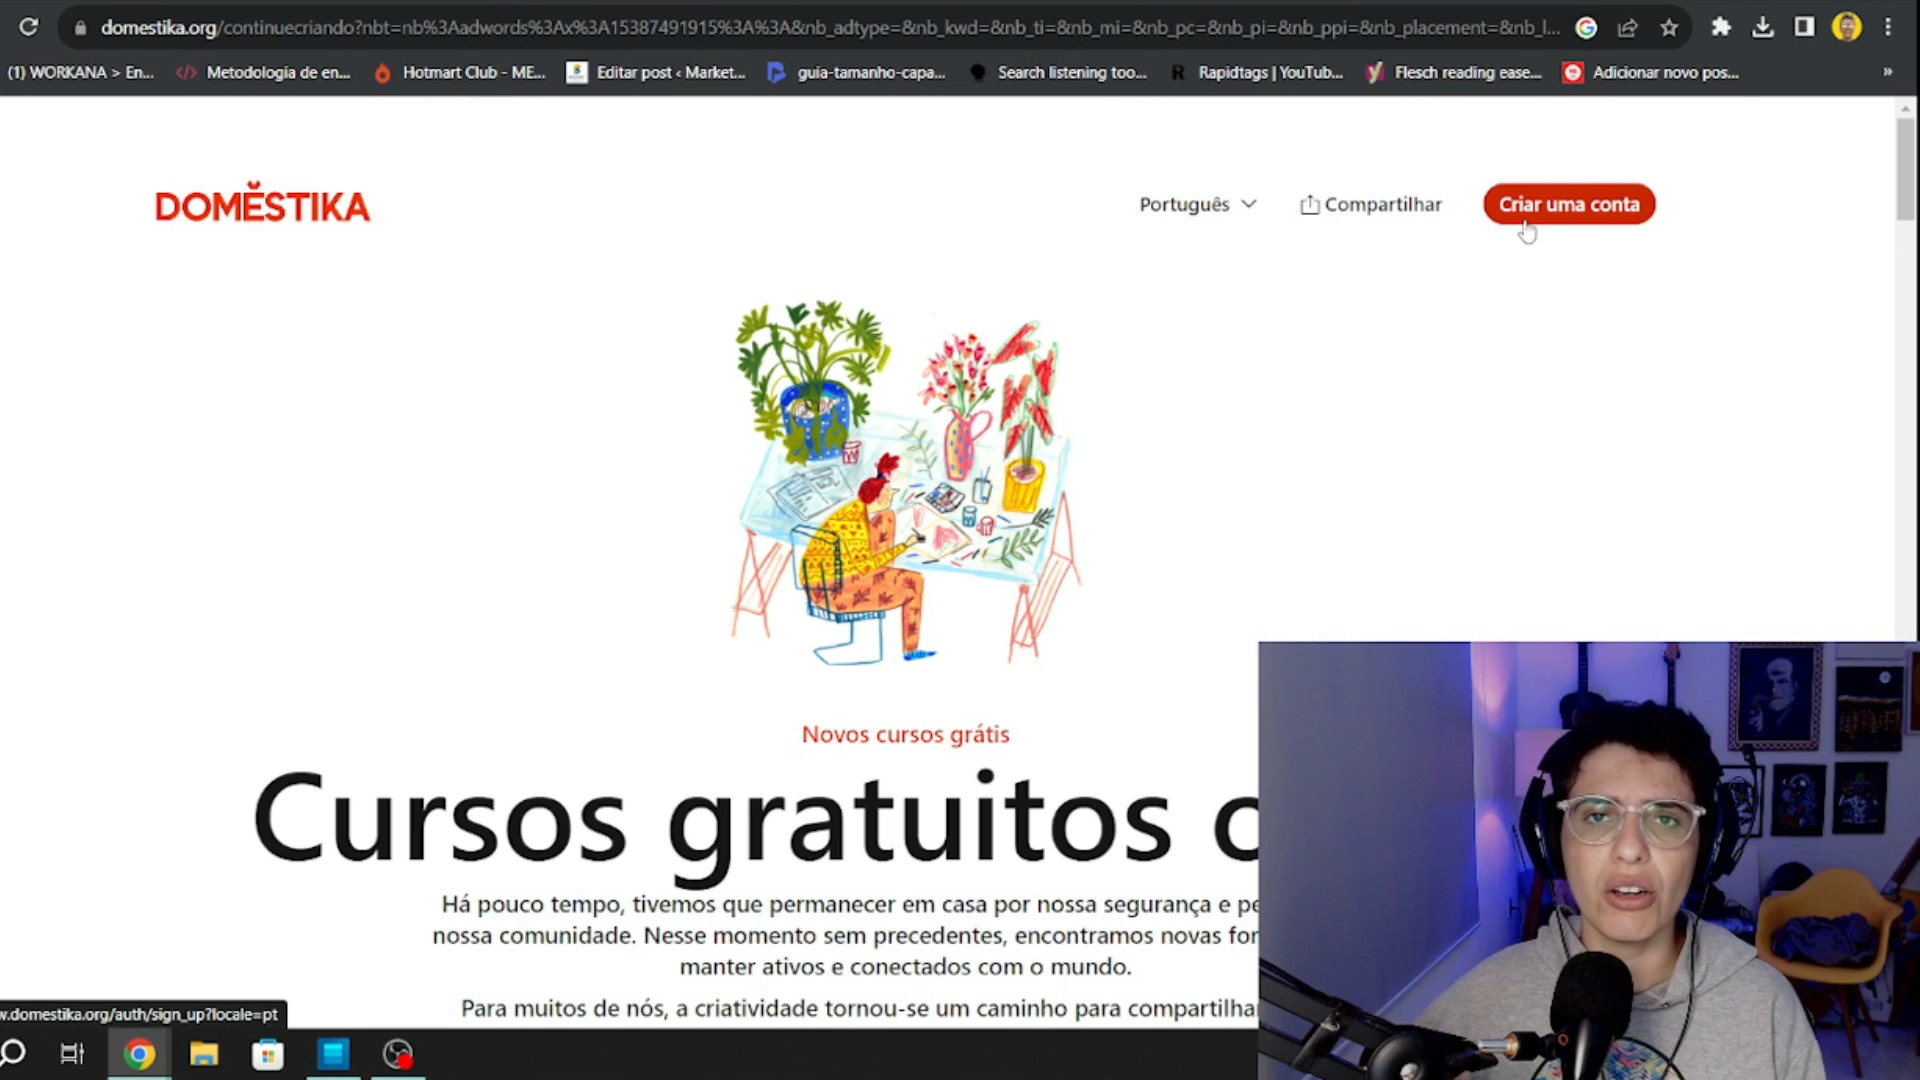 domestika.org/continuecriando?nbt=nb%3Aadwords%3Ax%3A15387491915%3A%3A&nb_adtype=&nb_kwd=&nb_ti=&nb_mi=&nb_pc=&nb_pi=&nb_ppi=&nb_placement=&nb_l...
(1) WORKANA > En... Metodologia de en... Hotmart Club - ME... Editar post ‹ Market... guia-tamanho-capa... Search listening too... Rapidtags | YouTub... Flesch reading ease... Adicionar novo pos... »
DOMĚSTIKA Português Compartilhar Criar uma conta
Novos cursos grátis
Cursos gratuitos
Há pouco tempo, tivemos que permanecer em casa por nossa segurança e
nossa comunidade. Nesse momento sem precedentes, encontramos novas
manter ativos e conectados com o mundo.
Para muitos de nós, a criatividade tornou-se um caminho para
w.domestika.org/auth/sign_up?locale=pt